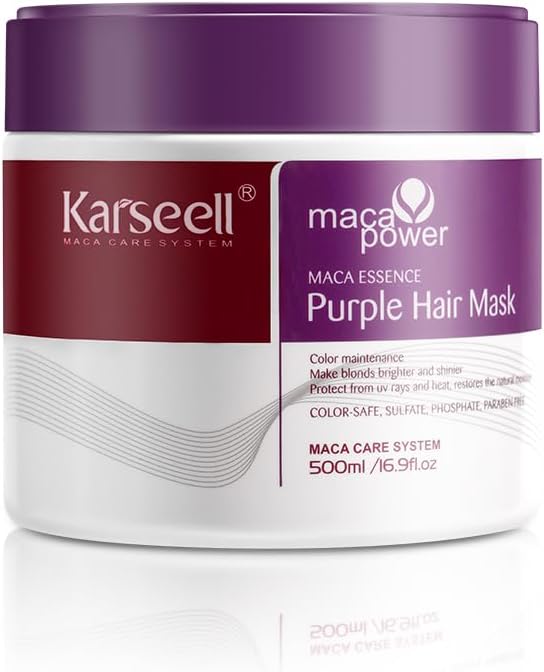 Karseell®
MACA CARE SYSTEM
maca
power
MACA ESSENCE
Purple Hair Mask
Color maintenance
Make blonds brighter and shinier
Protect from uv rays and heat, restores the natural
COLOR-SAFE, SULFATE, PHOSPHATE, PARABEN FREE
MACA CARE SYSTEM
500ml /16.9fl.oz